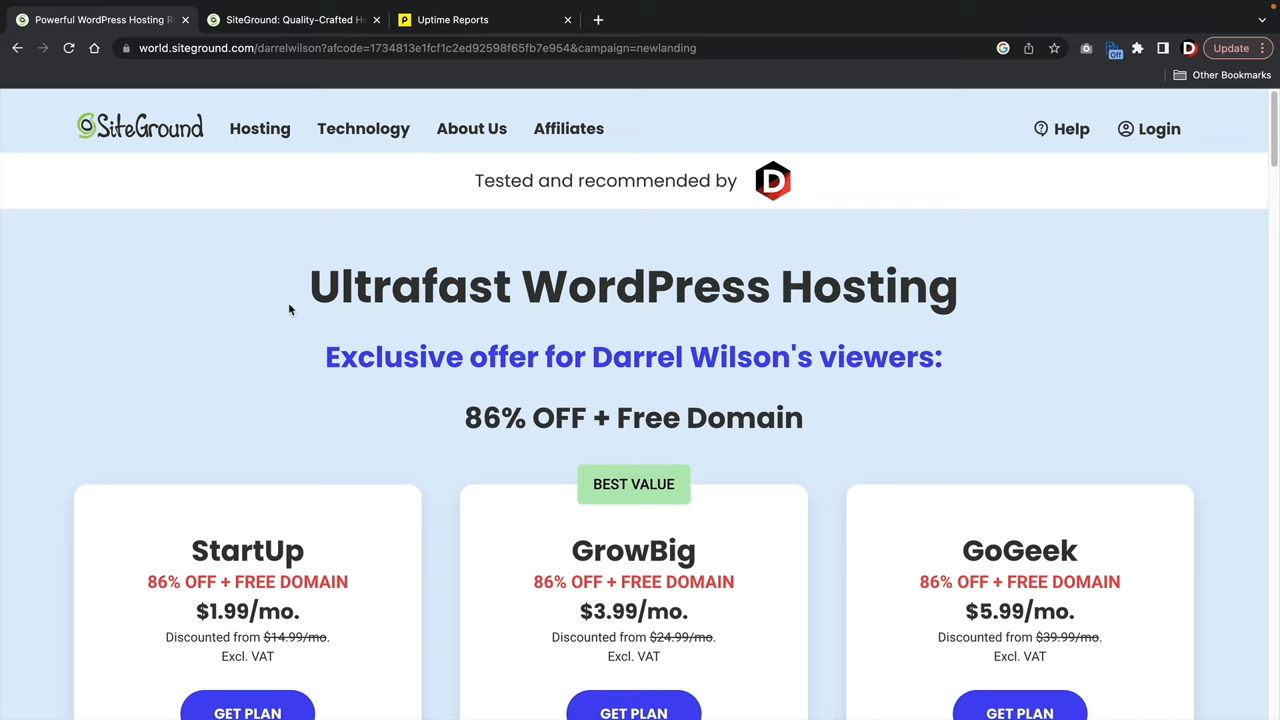 Powerful WordPress Hosting R
SiteGround: Quality-Crafted H
Uptime Reports
world.siteground.com/darrelwilson?afcode=1734813e1fcf1c2ed92598f65fb7e954&campaign=newlanding
Off
D
Update
Other Bookmarks
SiteGround
Hosting
Technology
About Us
Affiliates
Help
Login
Tested and recommended by
D
Ultrafast WordPress Hosting
Exclusive offer for Darrel Wilson's viewers:
86% OFF + Free Domain
BEST VALUE
StartUp
86% OFF + FREE DOMAIN
$1.99/mo.
Discounted from $14.99/mo.
Excl. VAT
GET PLAN
GrowBig
86% OFF + FREE DOMAIN
$3.99/mo.
Discounted from $24.99/mo.
Excl. VAT
GET PLAN
GoGeek
86% OFF + FREE DOMAIN
$5.99/mo.
Discounted from $39.99/mo.
Excl. VAT
GET PLAN